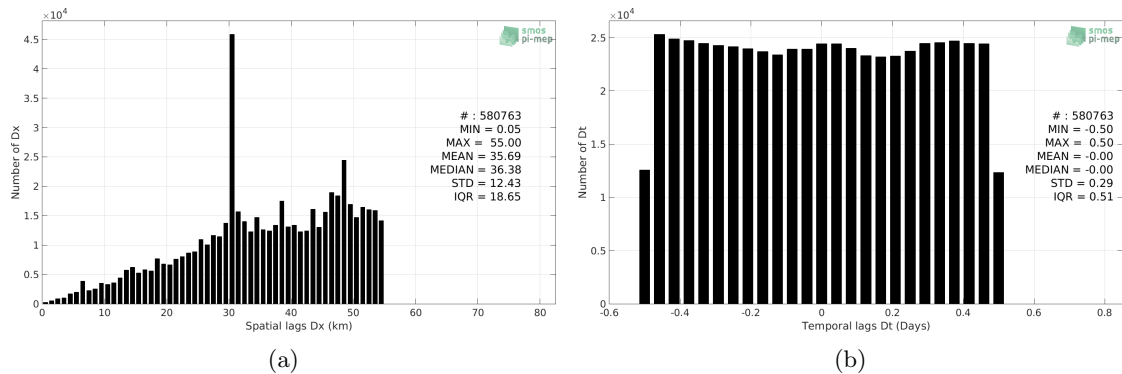 ×10⁴
4.5
4
3.5
3
2.5
2
1.5
1
0.5
0
Number of Dx
0 10 20 30 40 50 60 70 80
Spatial lags Dx (km)
smos
pi-mep
# : 580763
MIN = 0.05
MAX = 55.00
MEAN = 35.69
MEDIAN = 36.38
STD = 12.43
IQR = 18.65
(a)
×10⁴
2.5
2
1.5
1
0.5
0
Number of Dt
-0.6 -0.4 -0.2 0 0.2 0.4 0.6 0.8
Temporal lags Dt (Days)
smos
pi-mep
# : 580763
MIN = -0.50
MAX = 0.50
MEAN = -0.00
MEDIAN = -0.00
STD = 0.29
IQR = 0.51
(b)